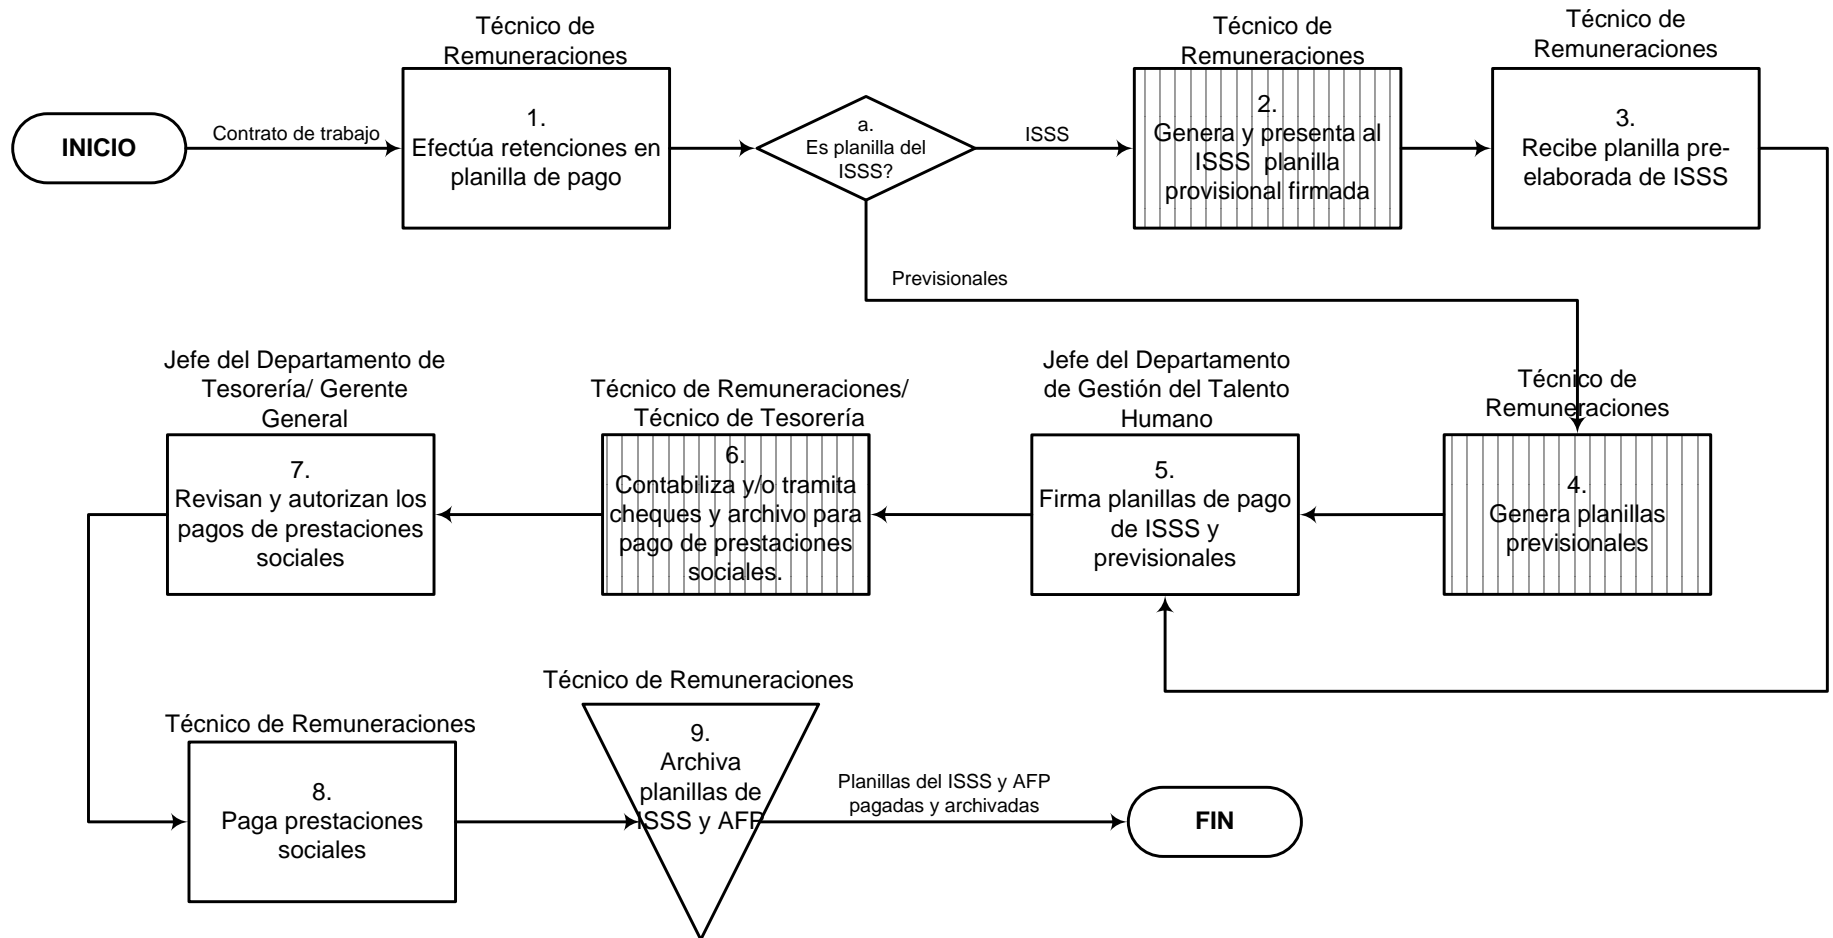 INICIO
Contrato de trabajo
Técnico de
Remuneraciones
1.
Efectúa retenciones en
planilla de pago
a.
Es planilla del
ISSS?
ISSS
Técnico de
Remuneraciones
2.
Genera y presenta al
ISSS planilla
provisional firmada
Técnico de
Remuneraciones
3.
Recibe planilla pre-
elaborada de ISSS
Previsionales
Técnico de
Remuneraciones
4.
Genera planillas
previsionales
Jefe del Departamento
de Gestión del Talento
Humano
5.
Firma planillas de pago
de ISSS y
previsionales
Técnico de Remuneraciones/
Técnico de Tesorería
6.
Contabiliza y/o tramita
cheques y archivo para
pago de prestaciones
sociales.
Jefe del Departamento de
Tesorería/ Gerente
General
7.
Revisan y autorizan los
pagos de prestaciones
sociales
Técnico de Remuneraciones
8.
Paga prestaciones
sociales
Técnico de Remuneraciones
9.
Archiva
planillas de
ISSS y AFP
Planillas del ISSS y AFP
pagadas y archivadas
FIN